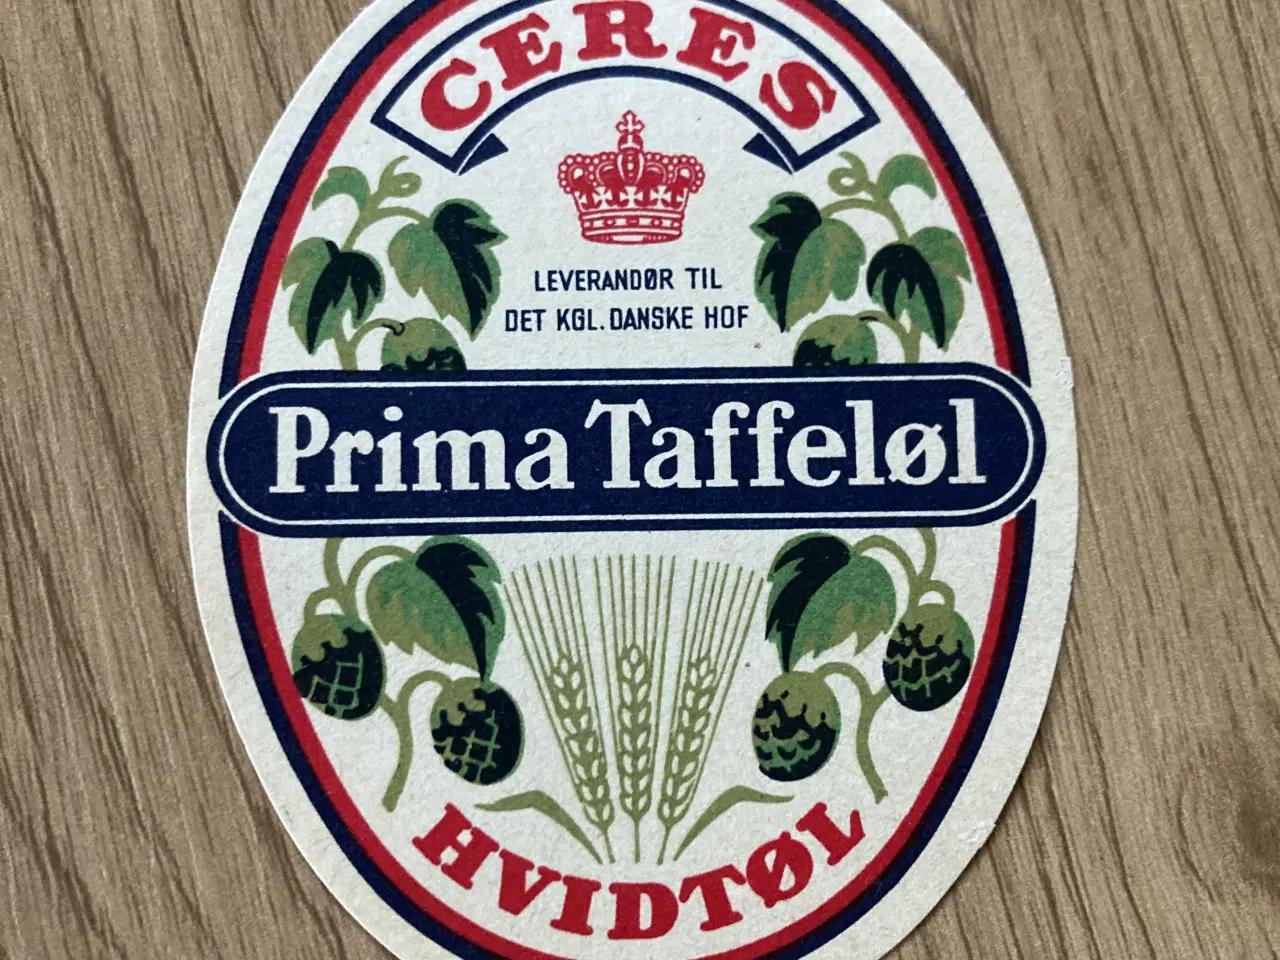 CERES
LEVERANDØR TIL
DET KGL. DANSKE HOF
Prima Taffeløl
HVIDTØL